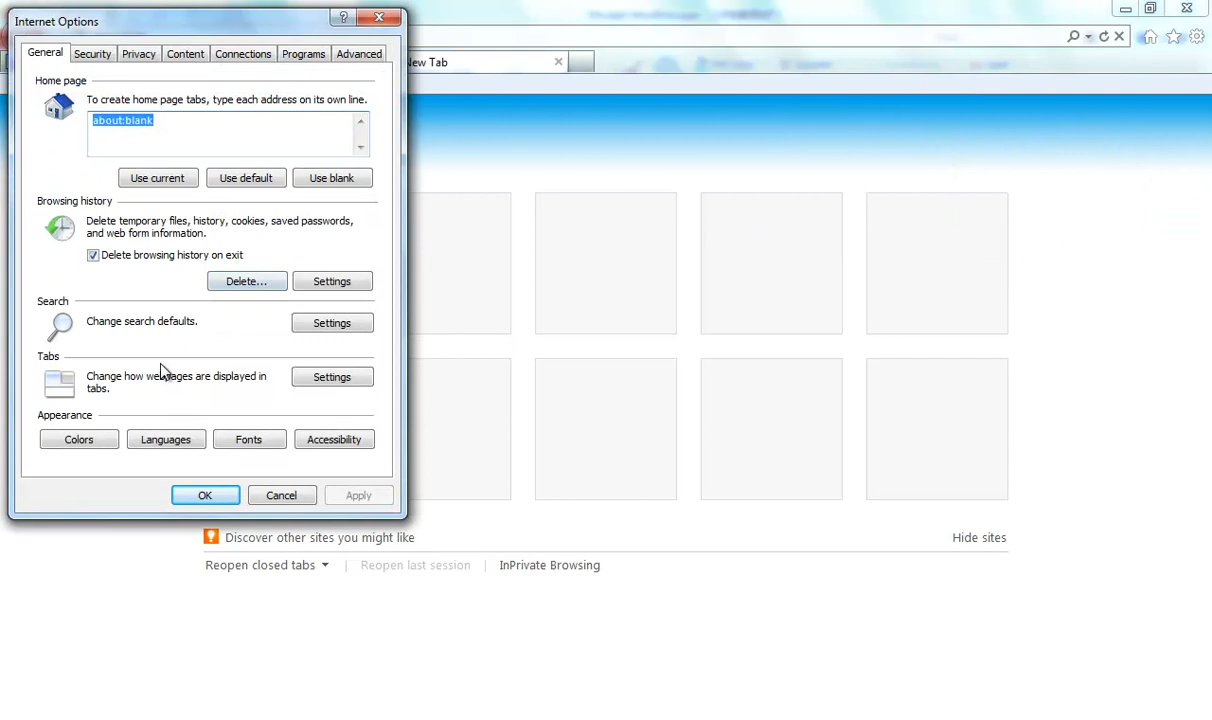 Internet Options
General Security Privacy Content Connections Programs Advanced
New Tab
Home page
To create home page tabs, type each address on its own line.
about:blank
Use current Use default Use blank
Browsing history
Delete temporary files, history, cookies, saved passwords,
and web form information.
Delete browsing history on exit
Delete... Settings
Search
Change search defaults.
Settings
Tabs
Change how webpages are displayed in
tabs.
Settings
Appearance
Colors Languages Fonts Accessibility
OK Cancel Apply
Discover other sites you might like Hide sites
Reopen closed tabs | Reopen last session | InPrivate Browsing